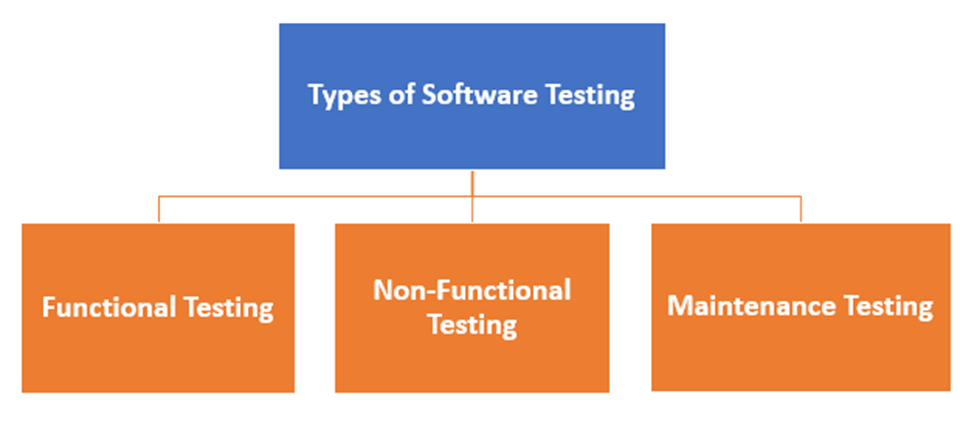 Types of Software Testing
Functional Testing
Non-Functional
Testing
Maintenance Testing